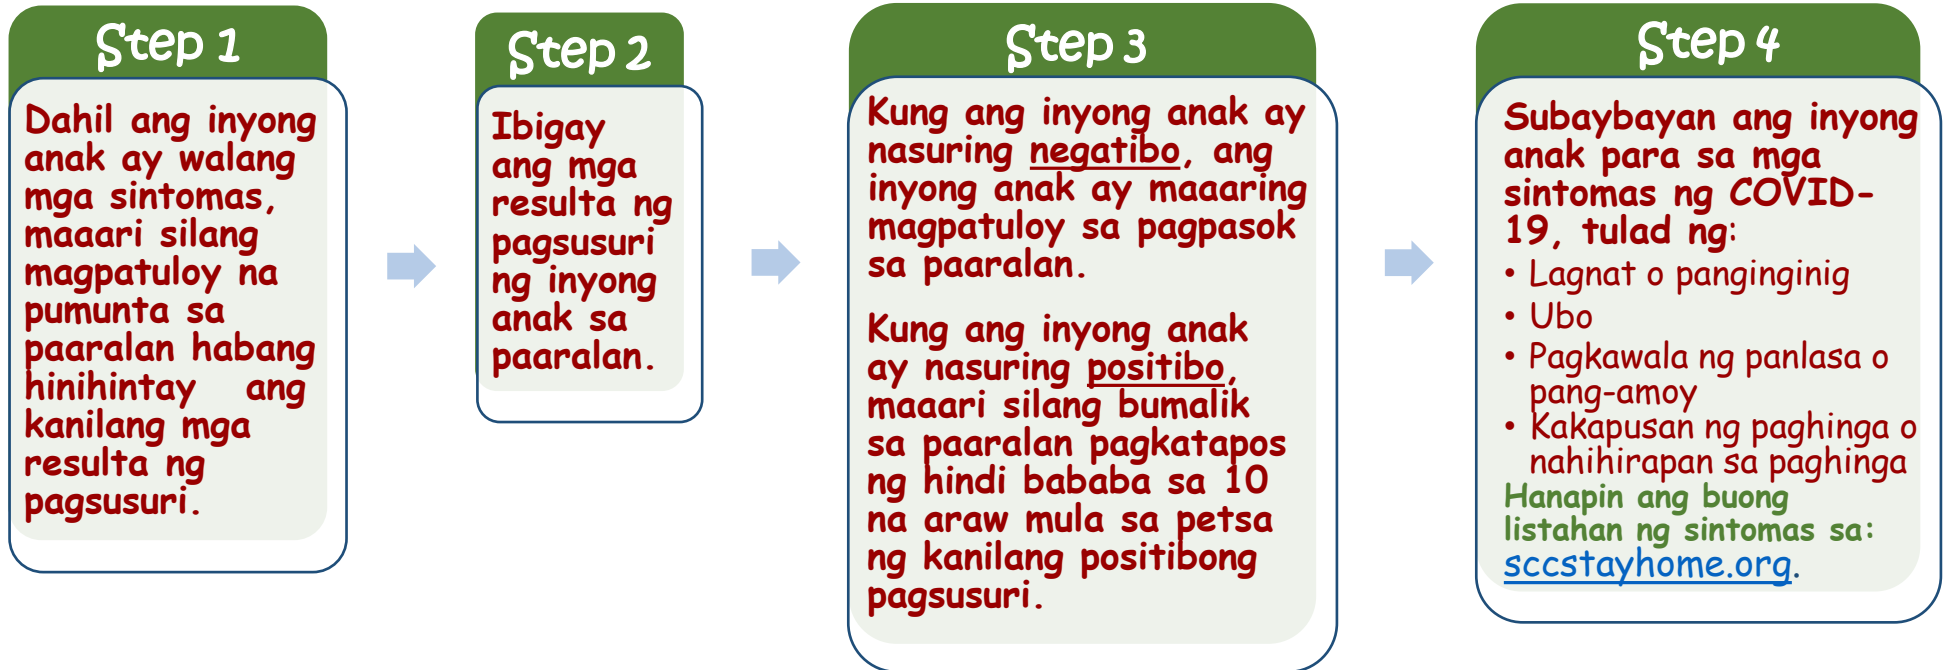 Step 1
Dahil ang inyong
anak ay walang
mga sintomas,
maaari silang
magpatuloy na
pumunta sa
paaralan habang
hinihintay ang
kanilang mga
resulta ng
pagsusuri.
Step 2
Ibigay
ang mga
resulta ng
pagsusuri
ng inyong
anak sa
paaralan.
Step 3
Kung ang inyong anak ay
nasuring negatibo, ang
inyong anak ay maaaring
magpatuloy sa pagpasok
sa paaralan.
Kung ang inyong anak
ay nasuring positibo,
maaari silang bumalik
sa paaralan pagkatapos
ng hindi bababa sa 10
na araw mula sa petsa
ng kanilang positibong
pagsusuri.
Step 4
Subaybayan ang inyong
anak para sa mga
sintomas ng COVID-
19, tulad ng:
• Lagnat o panginginig
• Ubo
• Pagkawala ng panlasa o
pang-amoy
• Kakapusan ng paghinga o
nahihirapan sa paghinga
Hanapin ang buong
listahan ng sintomas sa:
sccstayhome.org.